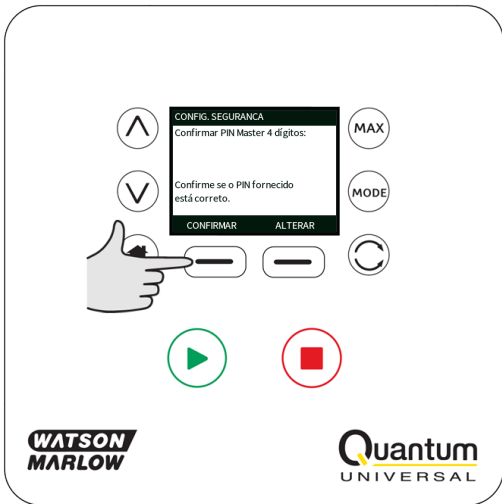 CONFIG. SEGURANCA
Confirmar PIN Master 4 dígitos:
MAX
Confirme se o PIN fornecido
está correto.
MODE
CONFIRMAR ALTERAR
WATSON
MARLOW
Quantum
UNIVERSAL